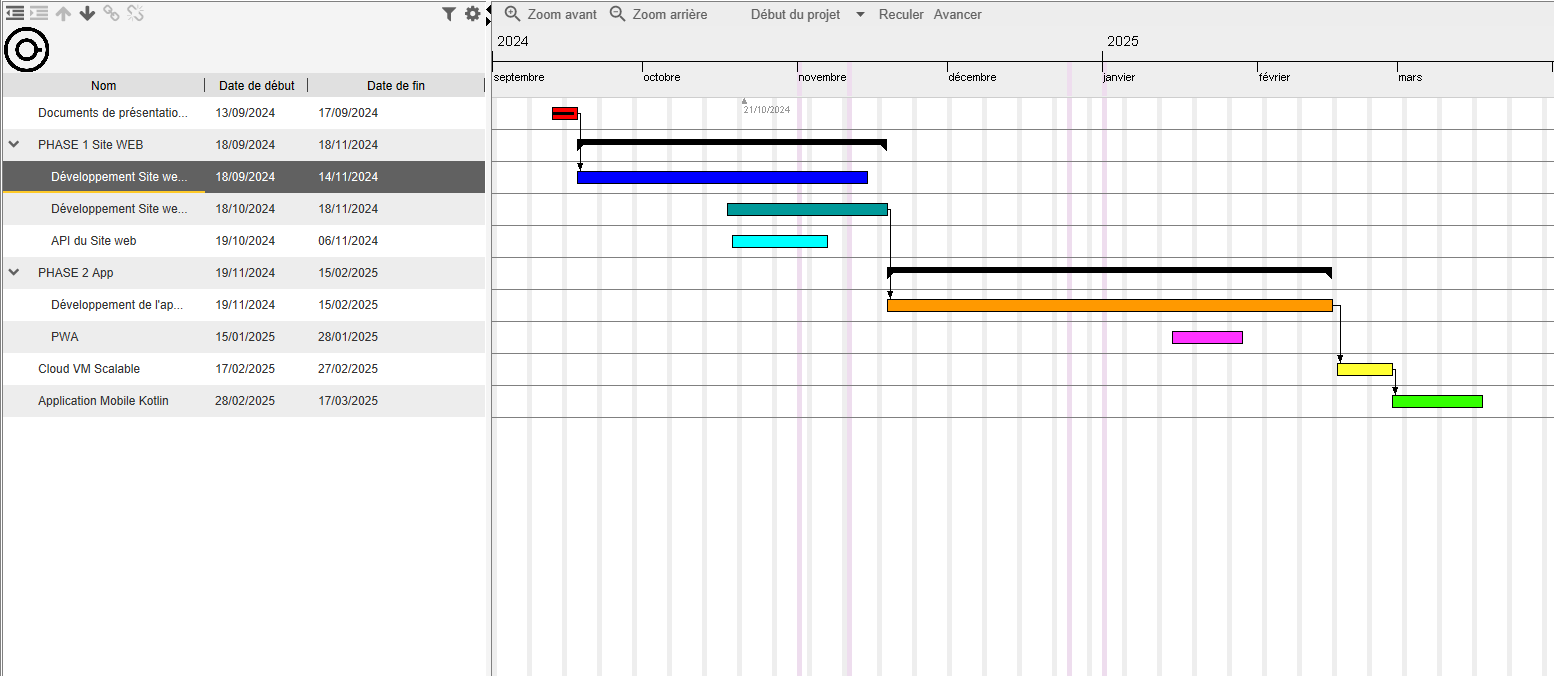 Zoom avant Zoom arrière Début du projet Reculer Avancer
2024 2025
septembre octobre novembre décembre janvier février mars
Nom Date de début Date de fin
21/10/2024
Documents de présentatio... 13/09/2024 17/09/2024
PHASE 1 Site WEB 18/09/2024 18/11/2024
Développement Site we... 18/09/2024 14/11/2024
Développement Site we... 18/10/2024 18/11/2024
API du Site web 19/10/2024 06/11/2024
PHASE 2 App 19/11/2024 15/02/2025
Développement de l'ap... 19/11/2024 15/02/2025
PWA 15/01/2025 28/01/2025
Cloud VM Scalable 17/02/2025 27/02/2025
Application Mobile Kotlin 28/02/2025 17/03/2025